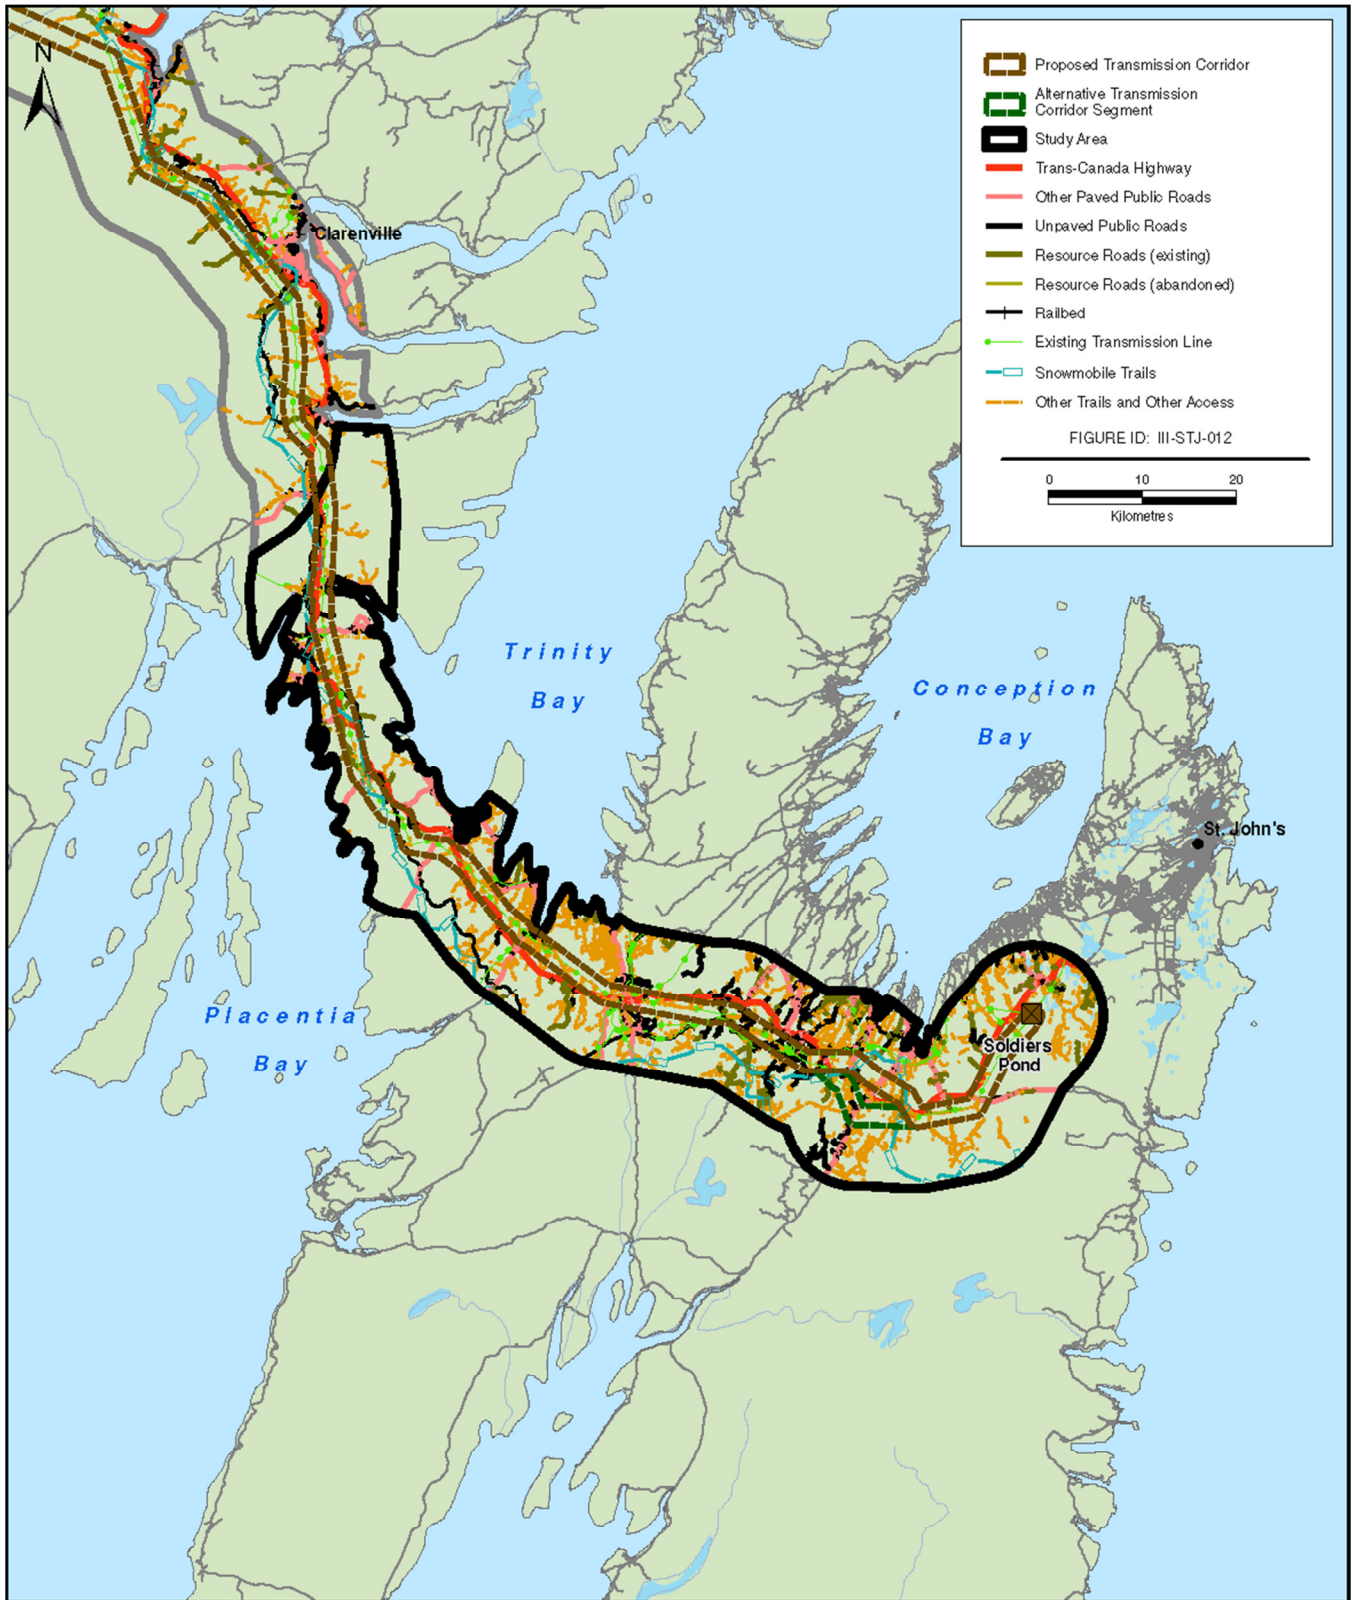 N
Proposed Transmission Corridor
Alternative Transmission
Corridor Segment
Study Area
Trans-Canada Highway
Other Paved Public Roads
Unpaved Public Roads
Resource Roads (existing)
Resource Roads (abandoned)
Railbed
Existing Transmission Line
Snowmobile Trails
Other Trails and Other Access
FIGURE ID: III-STJ-012
0 10 20
Kilometres
Clarenville
Trinity
Bay
Conception
Bay
St. John's
Placentia
Bay
Soldiers
Pond